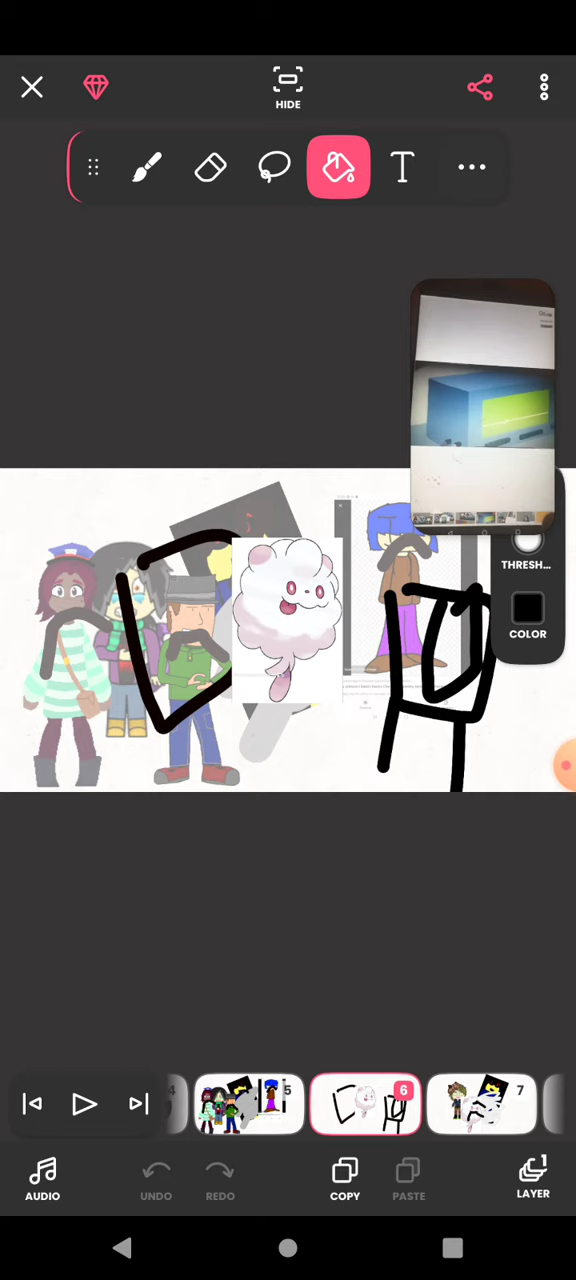 HIDE
T
THRESH...
COLOR
4
5
6
7
AUDIO
UNDO
REDO
COPY
PASTE
1
LAYER